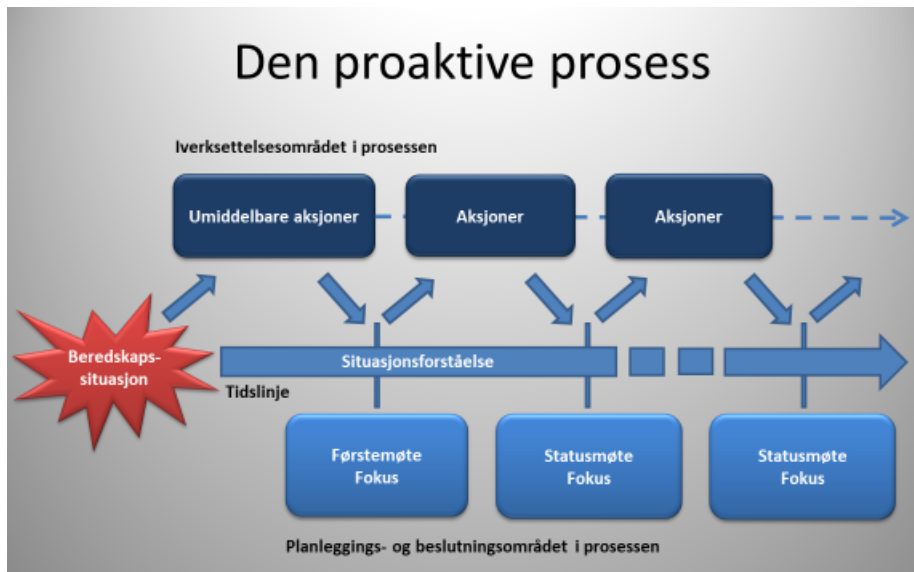 Den proaktive prosess
Iverksettelsesområdet i prosessen
Umiddelbare aksjoner
Aksjoner
Aksjoner
Beredskaps-
situasjon
Situasjonsforståelse
Tidslinje
Førstemøte
Fokus
Statusmøte
Fokus
Statusmøte
Fokus
Planleggings- og beslutningsområdet i prosessen